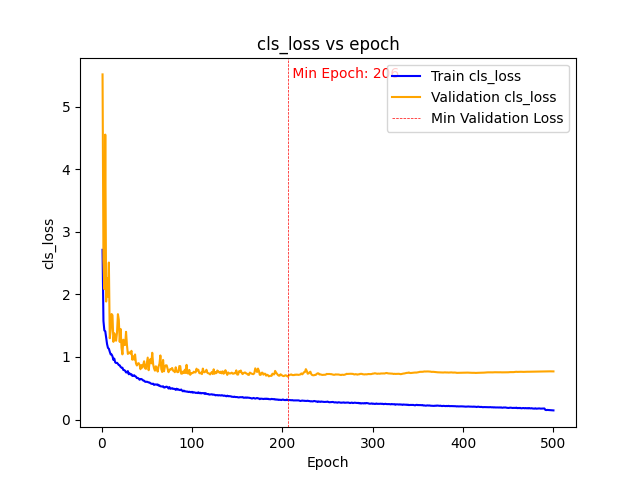 cls_loss vs epoch
Min Epoch: 206
Train cls_loss
Validation cls_loss
Min Validation Loss
cls_loss
5
4
3
2
1
0
0
100
200
300
400
500
Epoch